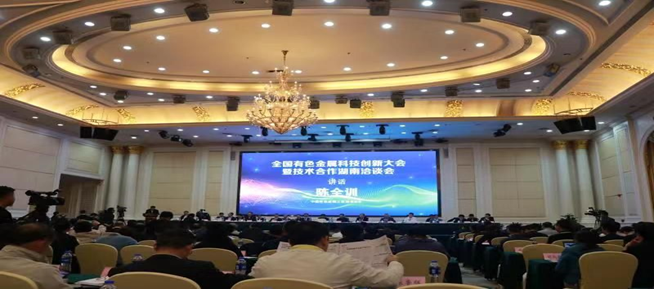 全国有色金属科技创新大会
暨技术合作湖南洽谈会
讲话
陈全训